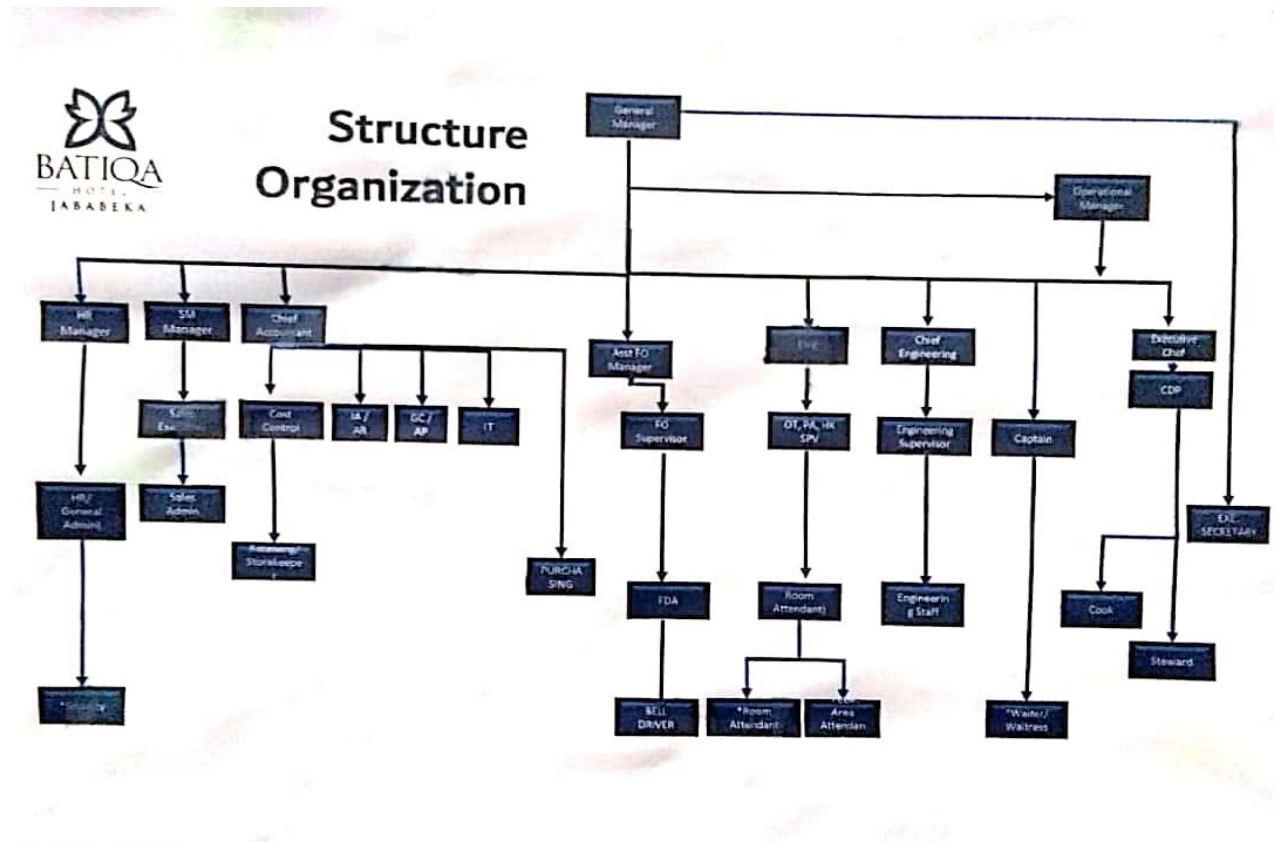 BATIQA
HOTEL
JABABEKA
Structure
Organization
General
Manager
Operational
Manager
HR
Manager
SM
Manager
Chief
Accountant
Asst FO
Manager
Chief
Engineering
Executive
Chef
CDP
Sales
Cost
Control
IA /
AR
GC /
AP
IT
FO
Supervisor
OT, PA, HK
SPV
Engineering
Supervisor
Captain
HR/
General
Admin)
Sales
Admin
EXE.
SECRETARY
Storekeepe
r
PURCHA
SING
FDA
Room
Attendant)
Engineerin
g Staff
Cook
Steward
BELL
DRIVER
*Room
Attendant
Area
Attendan
*Waiter/
Waitress